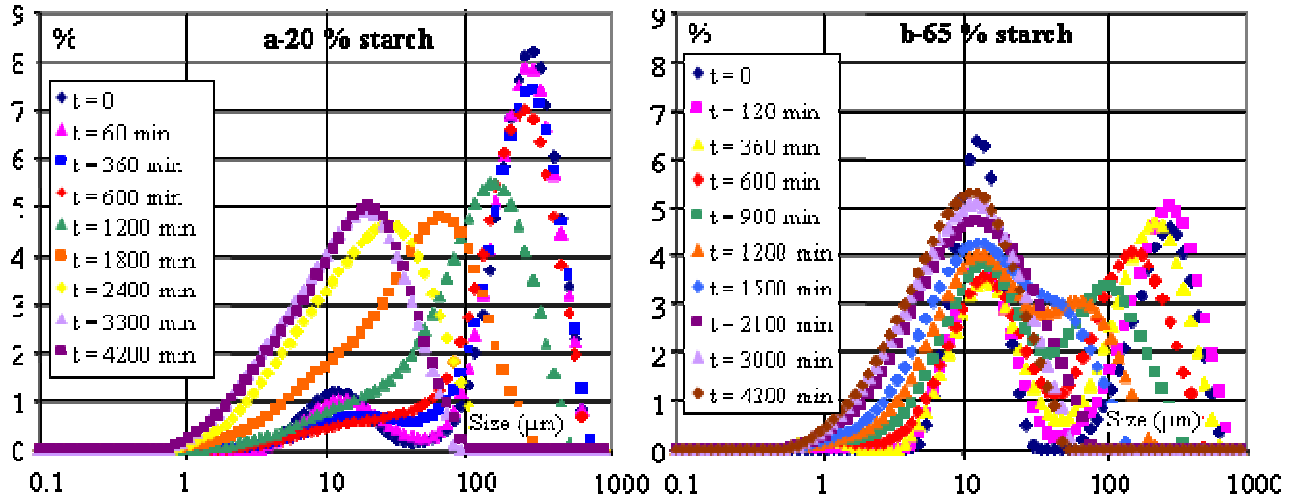 9
8
7
6
5
4
3
2
1
0
%
a-20 % starch
t = 0
t = 60 min
t = 360 min
t = 600 min
t = 1200 min
t = 1800 min
t = 2400 min
t = 3300 min
t = 4200 min
Size (µm)
0.1 1 10 100 1000
9
8
7
6
5
4
3
2
1
0
%
b-65 % starch
t = 0
t = 120 min
t = 360 min
t = 600 min
t = 900 min
t = 1200 min
t = 1500 min
t = 2100 min
t = 3000 min
Size (µm)
0.1 1 10 100 1000